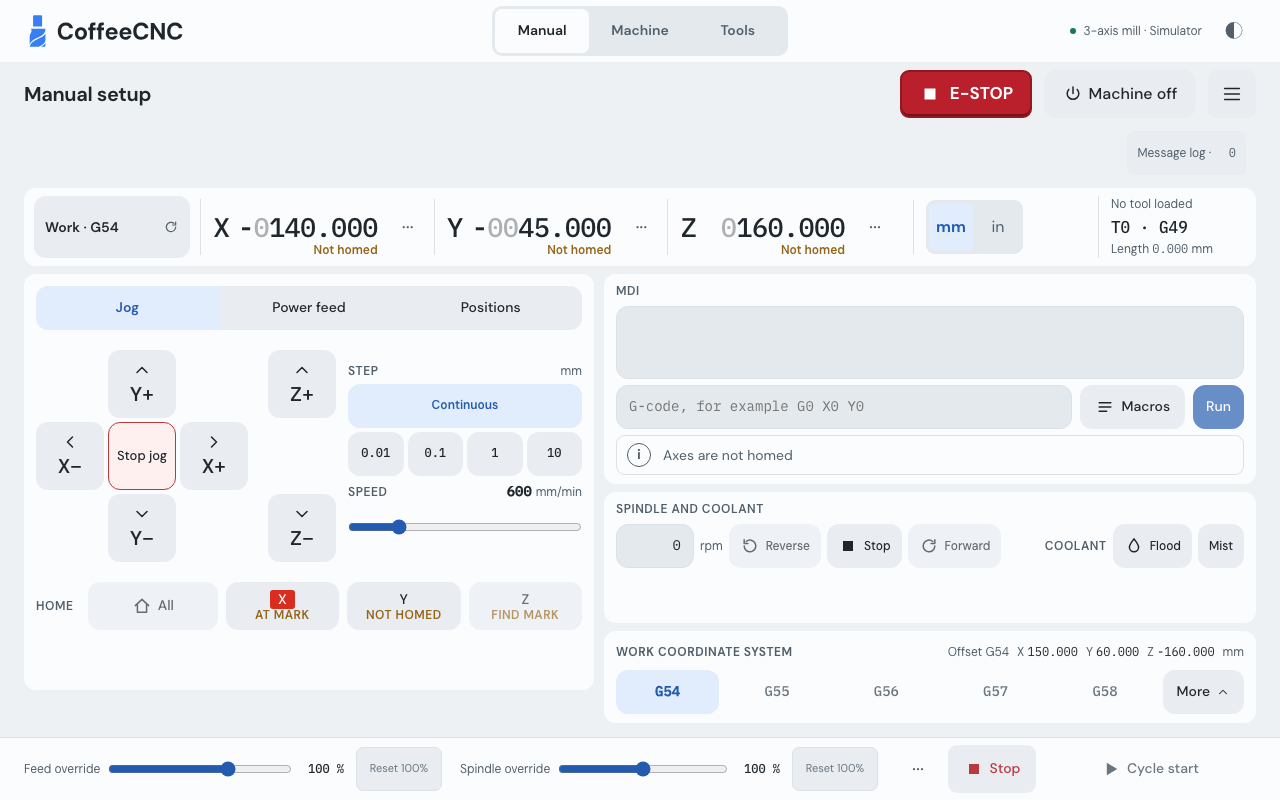 CoffeeCNC
Manual
Machine
Tools
3-axis mill · Simulator
Manual setup
E-STOP
Machine off
Message log · 0
Work · G54
X -0140.000
Not homed
...
Y -0045.000
Not homed
...
Z 0160.000
Not homed
...
mm
in
No tool loaded
T0 · G49
Length 0.000 mm
Jog
Power feed
Positions
Y+
Z+
X−
Stop jog
X+
Y−
Z−
STEP mm
Continuous
0.01
0.1
1
10
SPEED 600 mm/min
HOME
All
X
AT MARK
Y
NOT HOMED
Z
FIND MARK
MDI
G-code, for example G0 X0 Y0
Macros
Run
i Axes are not homed
SPINDLE AND COOLANT
0 rpm
Reverse
Stop
Forward
COOLANT
Flood
Mist
WORK COORDINATE SYSTEM
Offset G54 X 150.000 Y 60.000 Z -160.000 mm
G54
G55
G56
G57
G58
More
Feed override
100 %
Reset 100%
Spindle override
100 %
Reset 100%
...
Stop
Cycle start